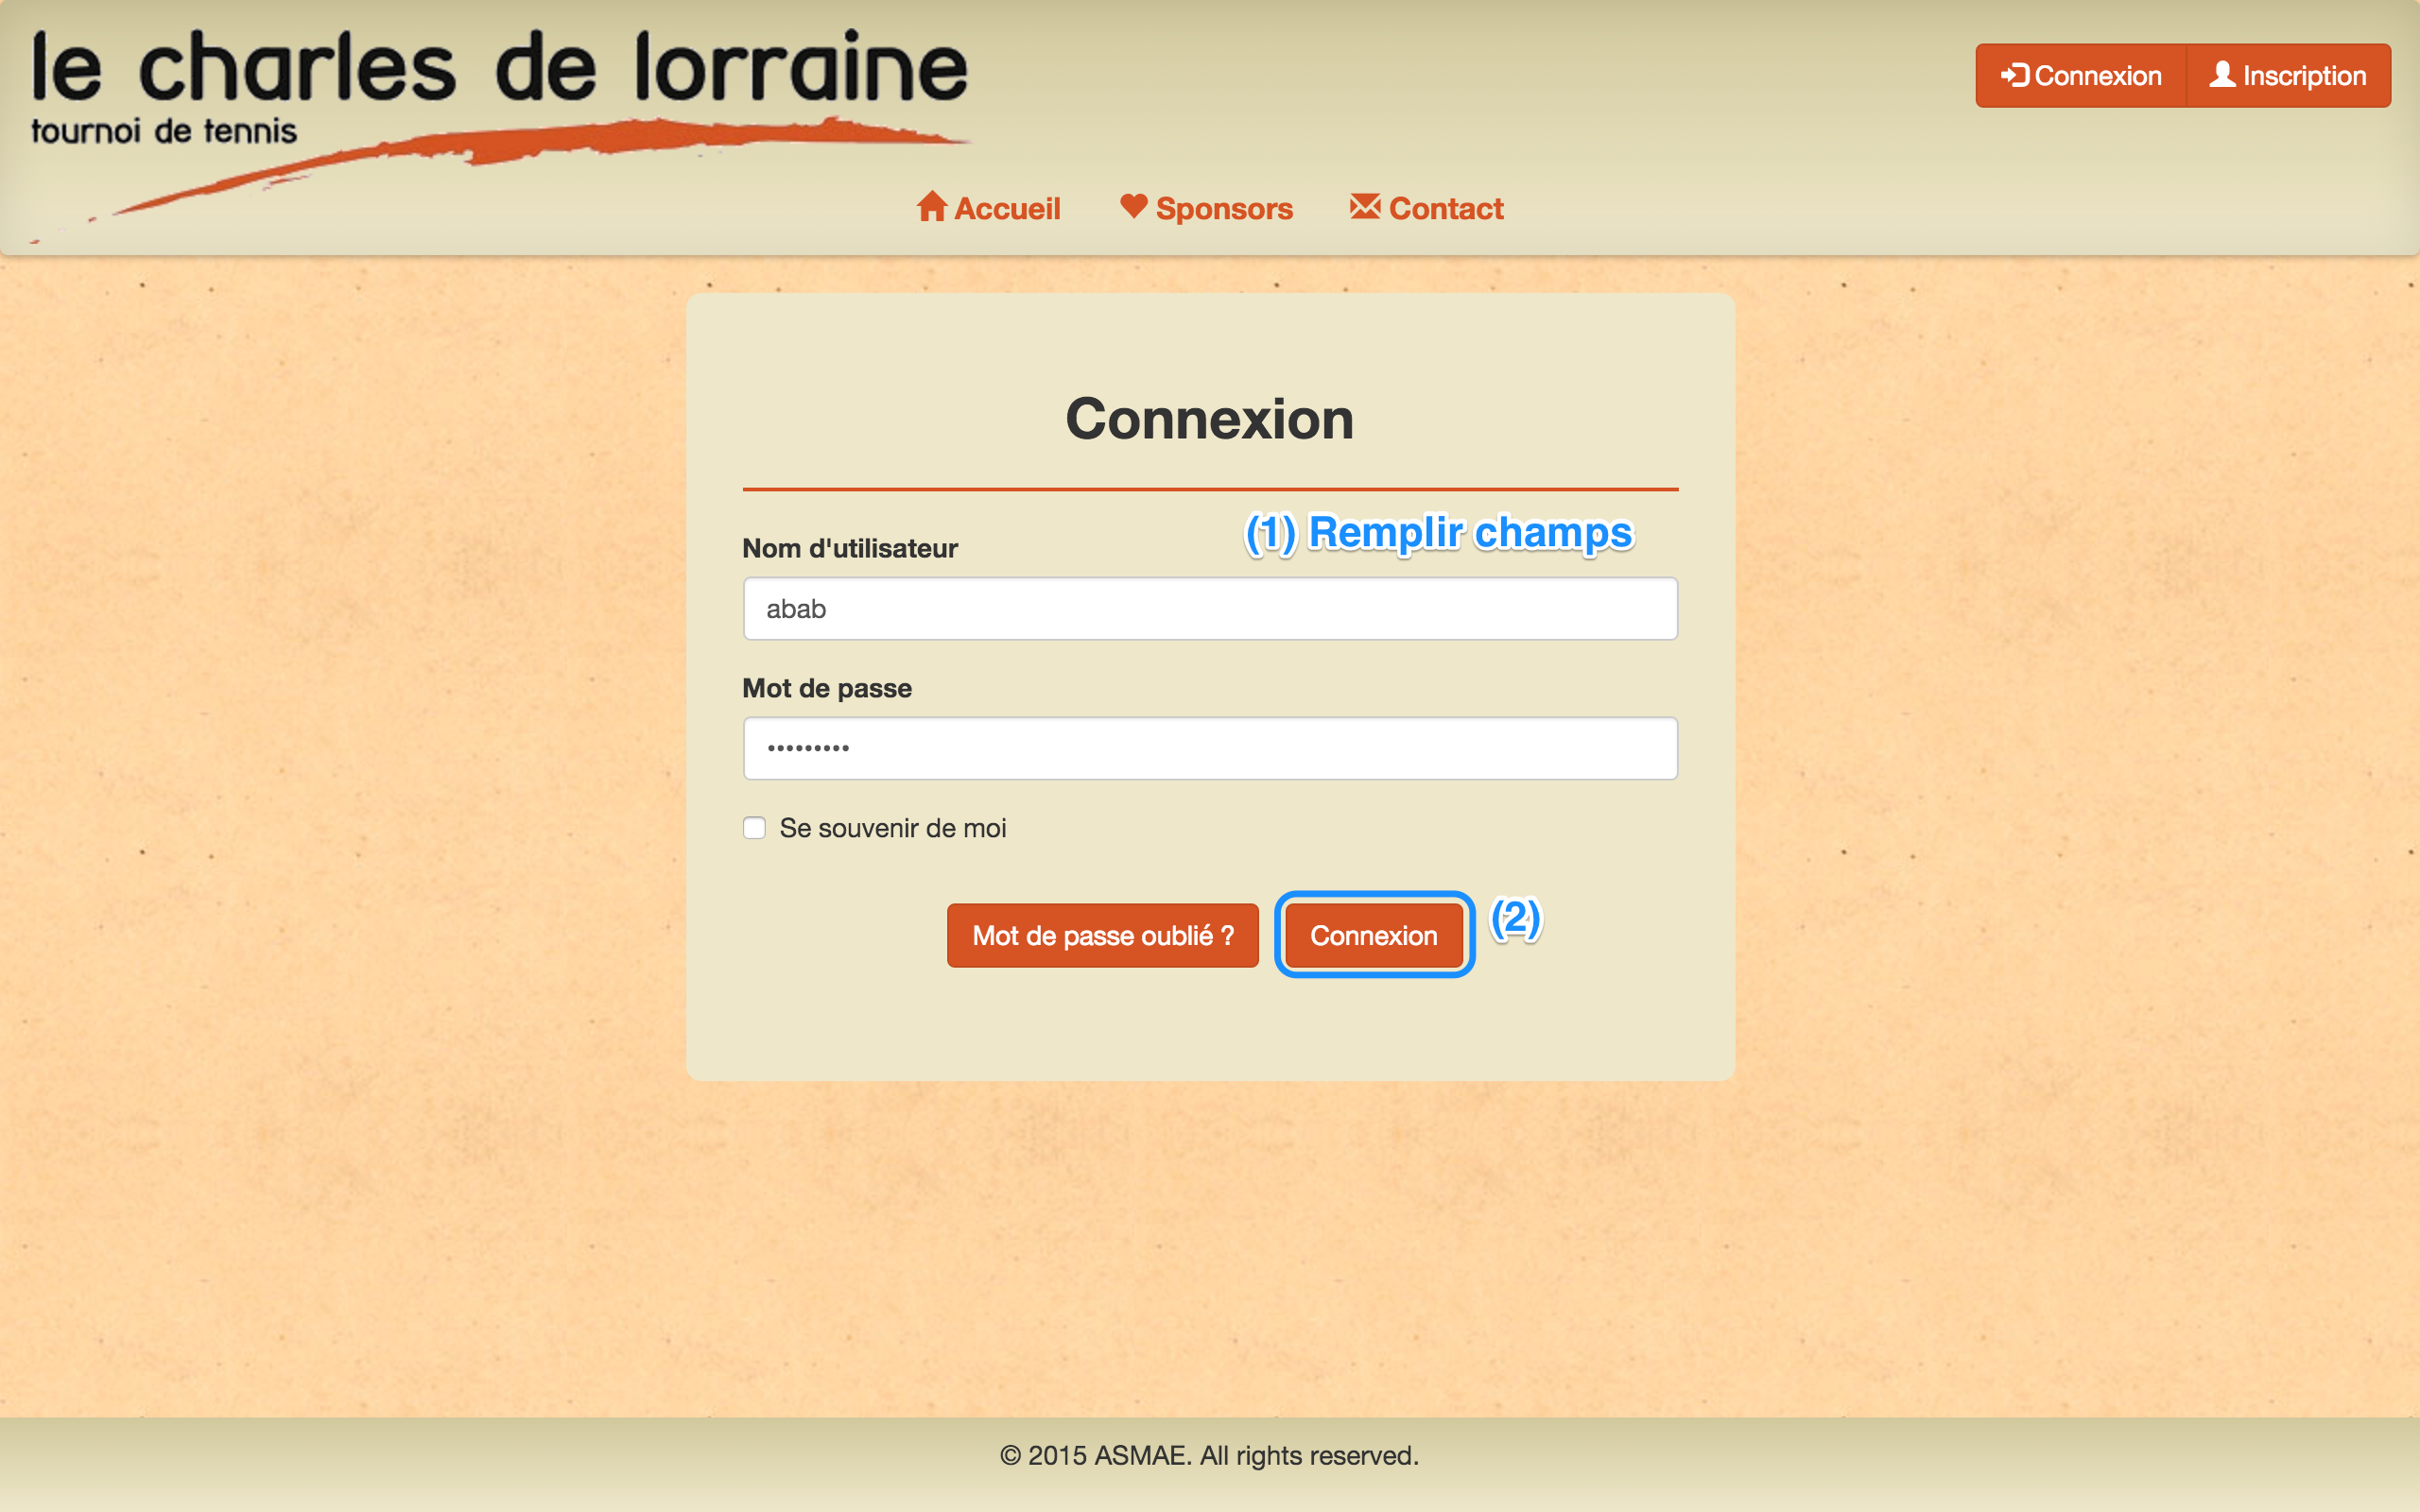 le charles de lorraine
tournoi de tennis
Connexion
Inscription
Accueil
Sponsors
Contact
Connexion
(1) Remplir champs
Nom d'utilisateur
abab
Mot de passe
•••••••••
Se souvenir de moi
Mot de passe oublié ?
Connexion
(2)
© 2015 ASMAE. All rights reserved.